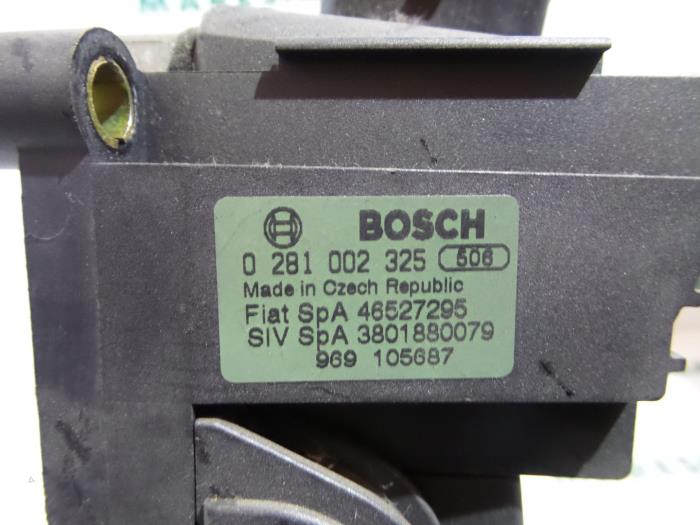 BOSCH
0 281 002 325 506
Made in Czech Republic
Fiat SpA 46527295
SIV SpA 3801880079
969 105687